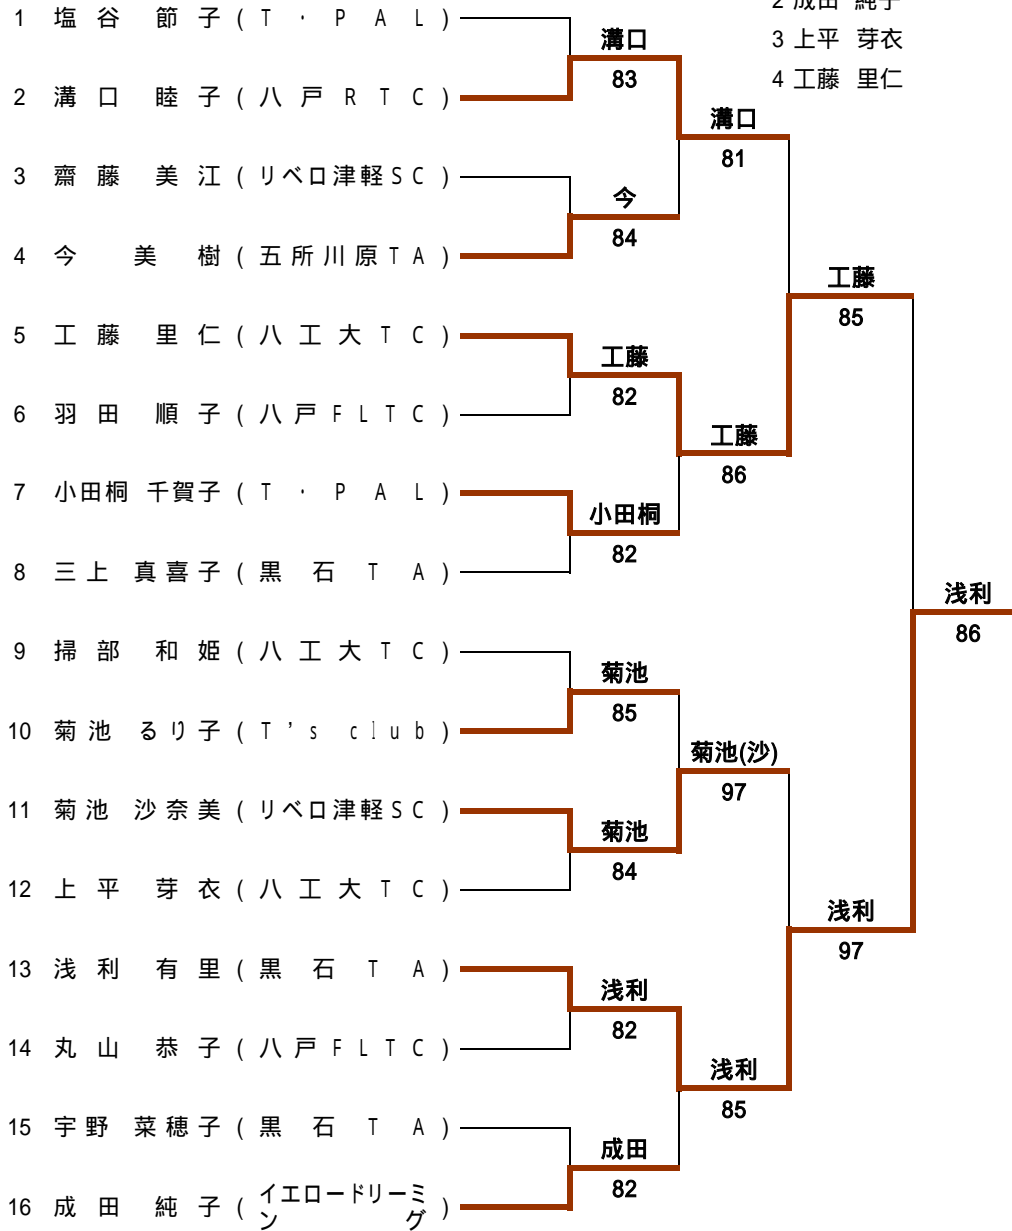 2 成田 純子
3 上平 芽衣
4 工藤 里仁
1 塩谷 節子 (T・PAL)
2 溝口 睦子 (八戸RTC)
3 齋藤 美江 (リベロ津軽SC)
4 今 美樹 (五所川原TA)
5 工藤 里仁 (八工大TC)
6 羽田 順子 (八戸FLTC)
7 小田桐 千賀子 (T・PAL)
8 三上 真喜子 (黒石TA)
9 掃部 和姫 (八工大TC)
10 菊池 るり子 (T's club)
11 菊池 沙奈美 (リベロ津軽SC)
12 上平 芽衣 (八工大TC)
13 浅利 有里 (黒石TA)
14 丸山 恭子 (八戸FLTC)
15 宇野 菜穂子 (黒石TA)
16 成田 純子 (イエロードリーミング)
溝口
83
今
84
工藤
82
小田桐
82
菊池
85
菊池
84
浅利
82
成田
82
溝口
81
工藤
86
菊池(沙)
97
浅利
85
工藤
85
浅利
97
浅利
86